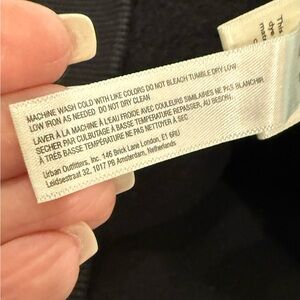 MACHINE WASH COLD WITH LIKE COLORS DO NOT BLEACH TUMBLE DRY LOW
LOW IRON AS NEEDED DO NOT DRY CLEAN
LAVER À LA MACHINE À L'EAU FROIDE AVEC COULEURS SIMILAIRES NE PAS BLANCHIR.
SÉCHER PAR CULBUTAGE À BASSE TEMPÉRATURE REPASSER, AU BESOIN,
À TRÈS BASSE TEMPÉRATURE NE PAS NETTOYER À SEC
Urban Outfitters, Inc. 146 Brick Lane London, E1 6RU
Leidsestraat 32, 1017 PB Amsterdam, Netherlands
This